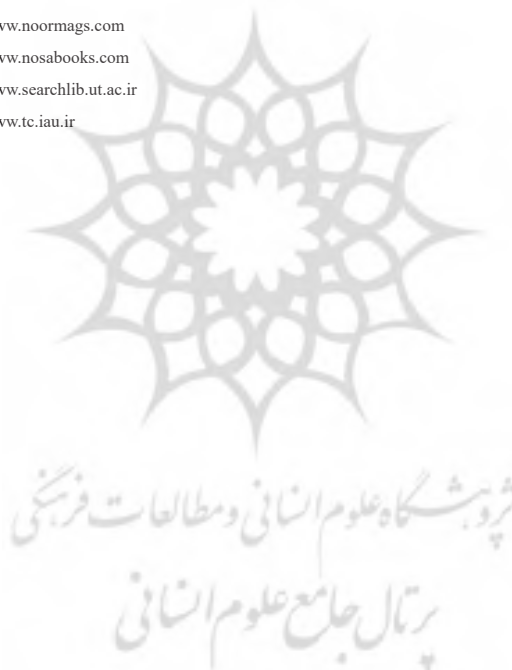 ww.noormags.com
ww.nosabooks.com
ww.searchlib.ut.ac.ir
ww.tc.iau.ir
پژوهشگاه علوم انسانی و مطالعات فرهنگی
پرتال جامع علوم انسانی